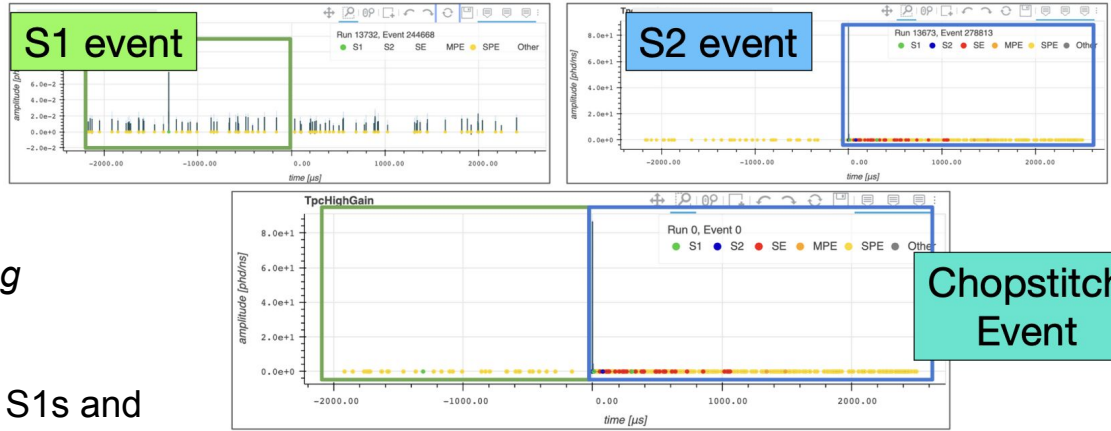 S1 event
Run 13732, Event 244668
S1 S2 SE MPE SPE Other
6.0e-2
4.0e-2
2.0e-2
0.0e+0
-2.0e-2
-2000.00 -1000.00 0.00 1000.00 2000.00
time [μs]
S2 event
Run 13673, Event 278813
S1 S2 SE MPE SPE Other
8.0e+1
6.0e+1
4.0e+1
2.0e+1
0.0e+0
amplitude [phd/ns]
-2000.00 -1000.00 0.00 1000.00 2000.00
time [μs]
TpcHighGain
Run 0, Event 0
S1 S2 SE MPE SPE Other
8.0e+1
6.0e+1
4.0e+1
2.0e+1
0.0e+0
amplitude [phd/ns]
-2000.00 -1000.00 0.00 1000.00 2000.00
time [μs]
Chopstitch
Event
g
S1s and